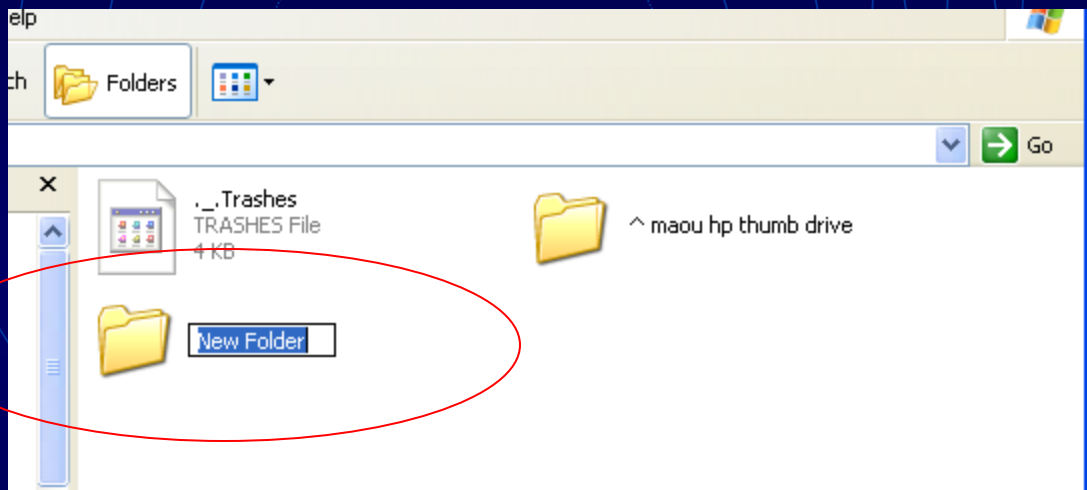 elp
ch Folders
Go
._.Trashes
TRASHES File
4 KB
^ maou hp thumb drive
New Folder